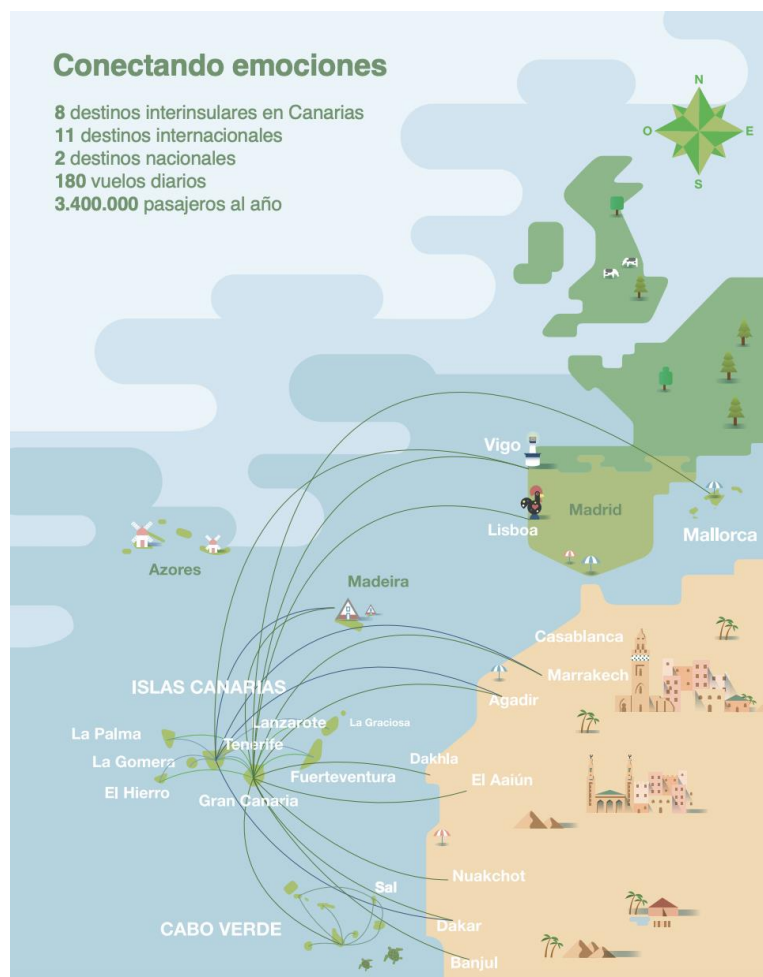 Conectando emociones
8 destinos interinsulares en Canarias
11 destinos internacionales
2 destinos nacionales
180 vuelos diarios
3.400.000 pasajeros al año
N
O
E
S
Vigo
Lisboa
Madrid
Mallorca
Azores
Madeira
Casablanca
Marrakech
ISLAS CANARIAS
Agadir
Lanzarote
La Graciosa
La Palma
Tenerife
La Gomera
Fuerteventura
Dakhla
El Hierro
Gran Canaria
El Aaiún
Nuakchot
Sal
CABO VERDE
Dakar
Banjul